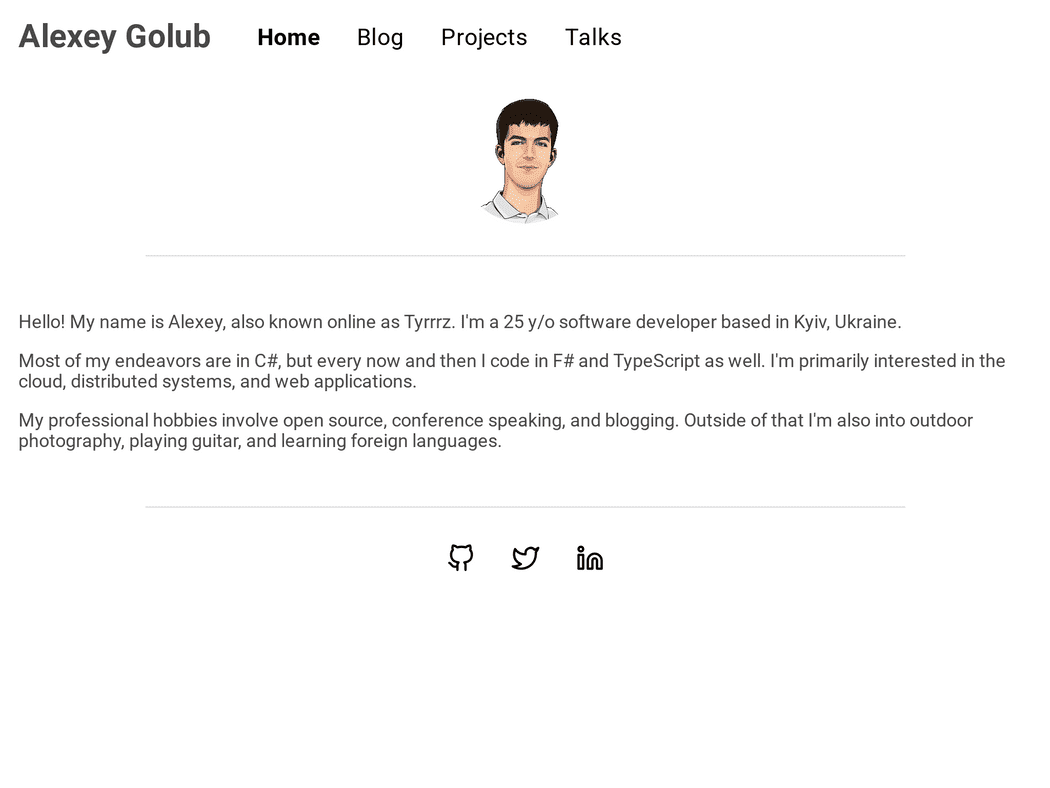 Alexey Golub
Home Blog Projects Talks
Hello! My name is Alexey, also known online as Tyrrrz. I'm a 25 y/o software developer based in Kyiv, Ukraine.
Most of my endeavors are in C#, but every now and then I code in F# and TypeScript as well. I'm primarily interested in the
cloud, distributed systems, and web applications.
My professional hobbies involve open source, conference speaking, and blogging. Outside of that I'm also into outdoor
photography, playing guitar, and learning foreign languages.